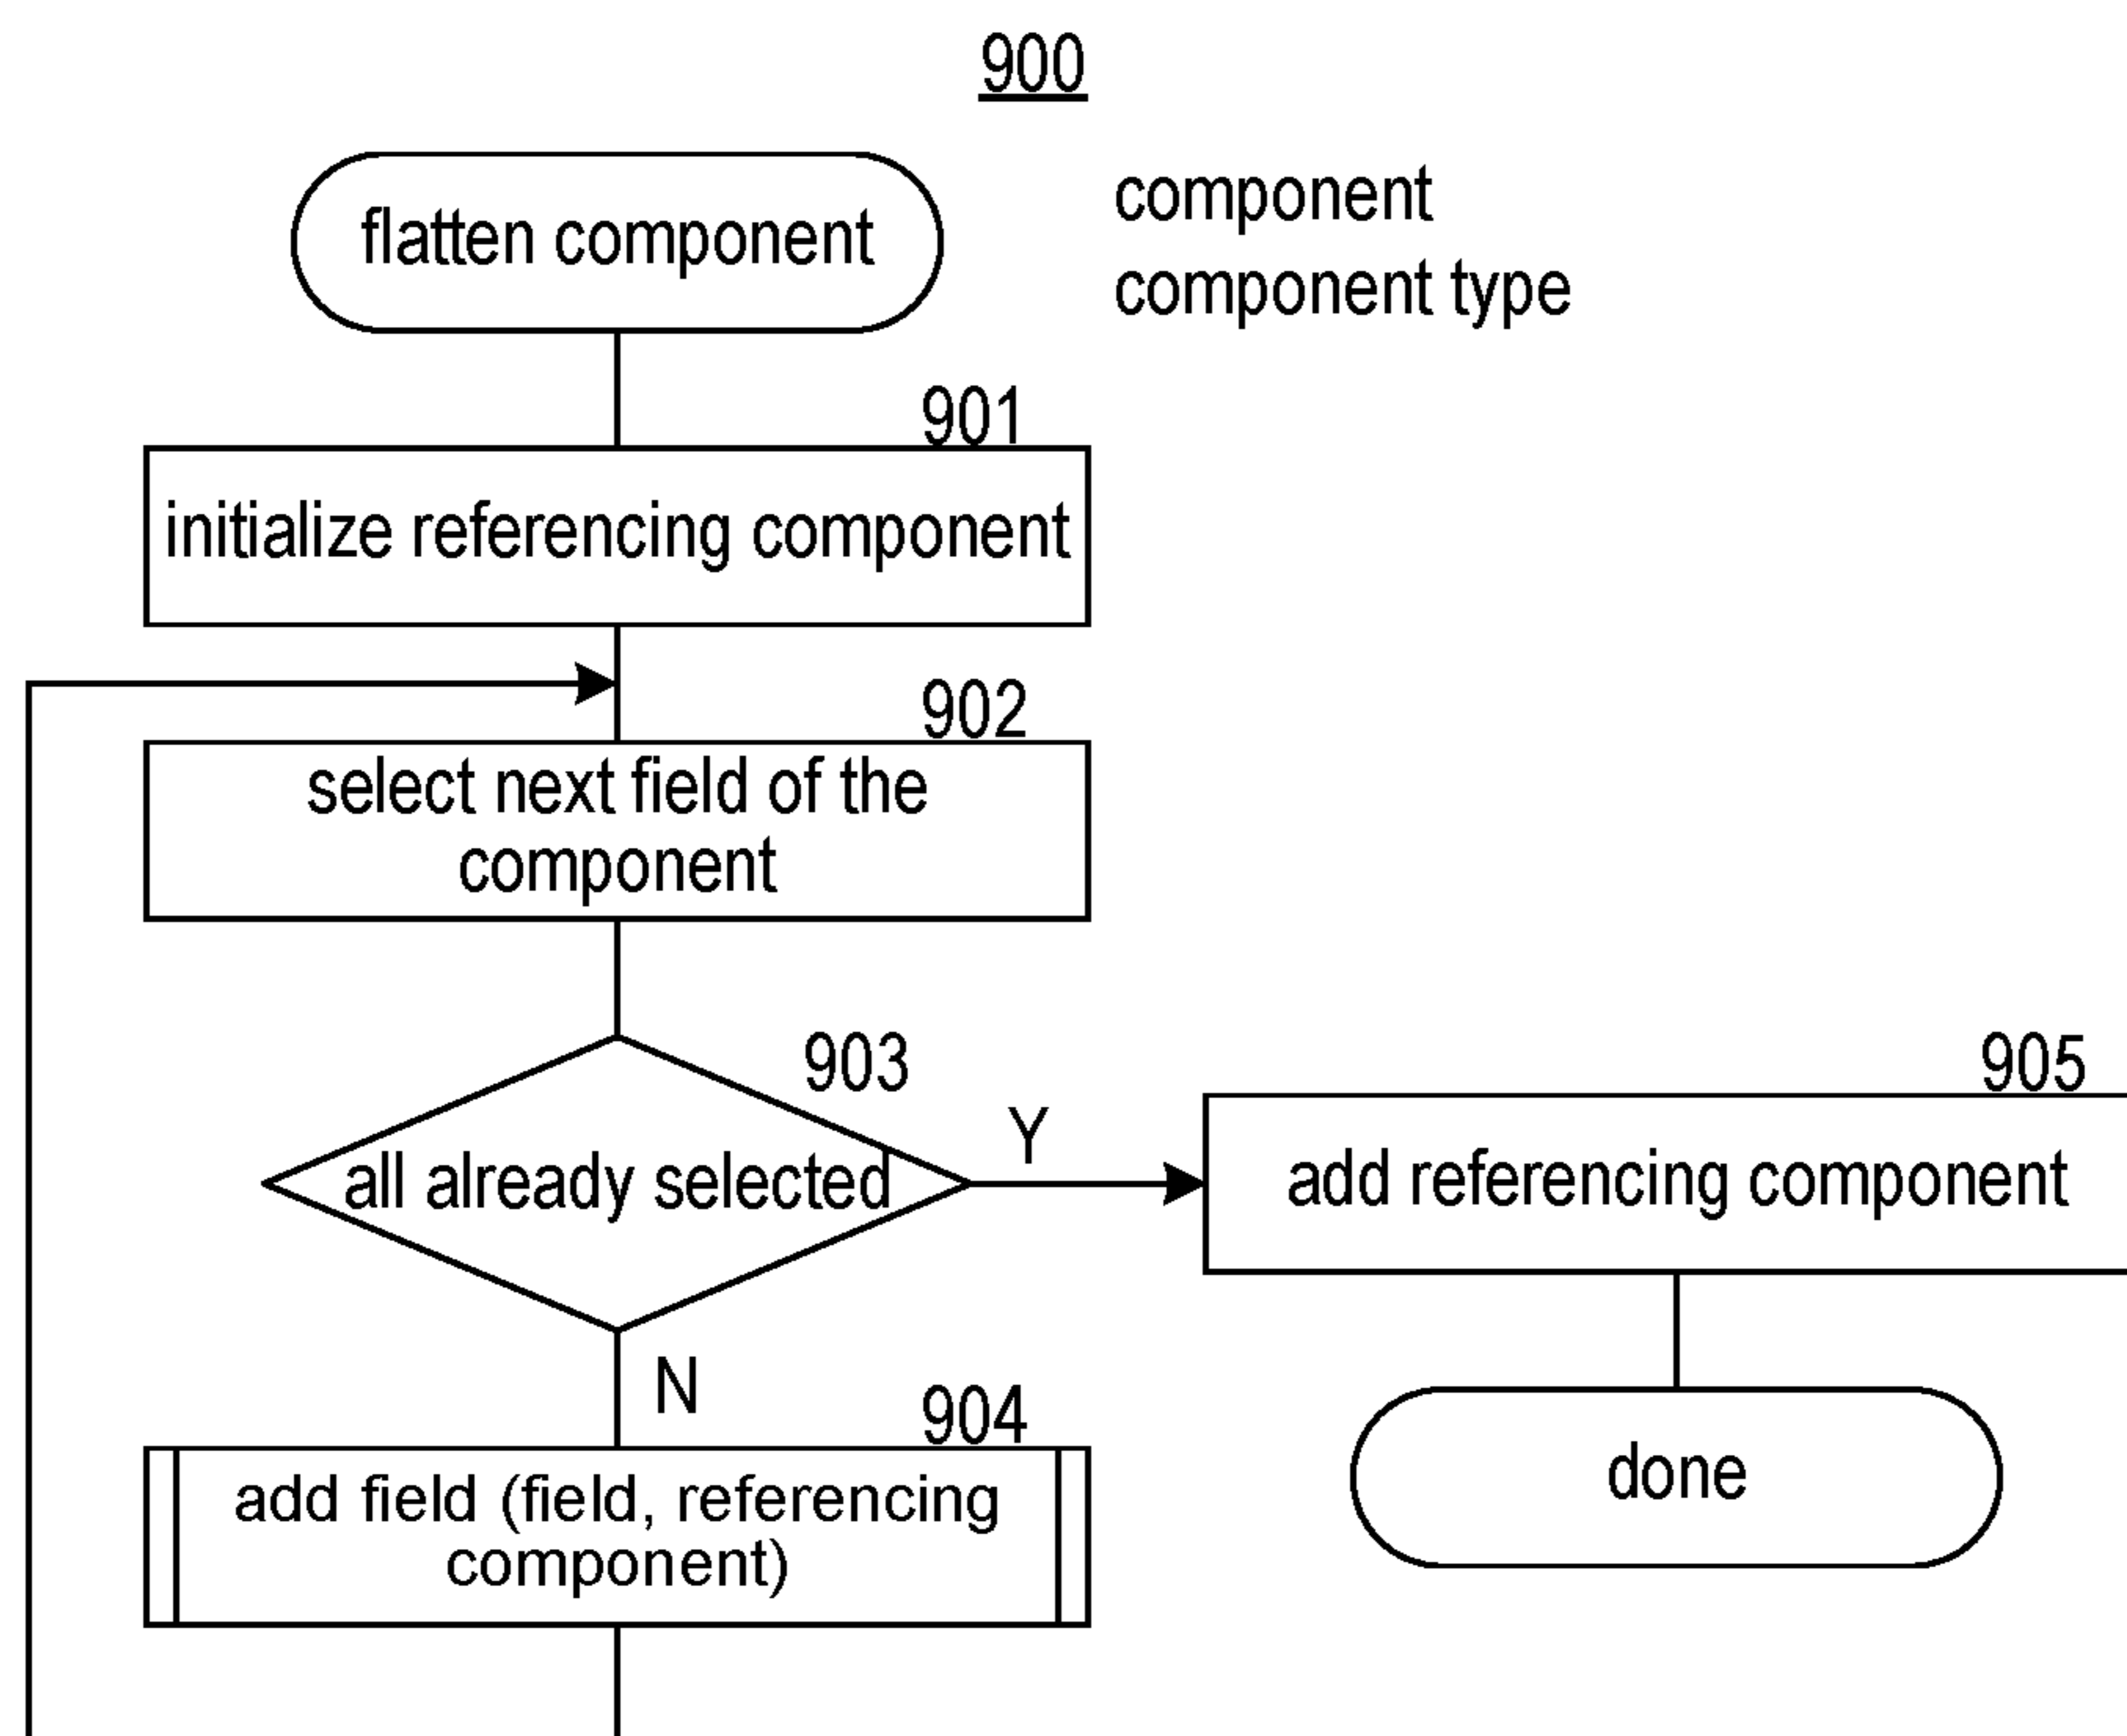 900
flatten component
component
component type
901
initialize referencing component
902
select next field of the
component
903
all already selected
Y
905
add referencing component
N
904
add field (field, referencing
component)
done